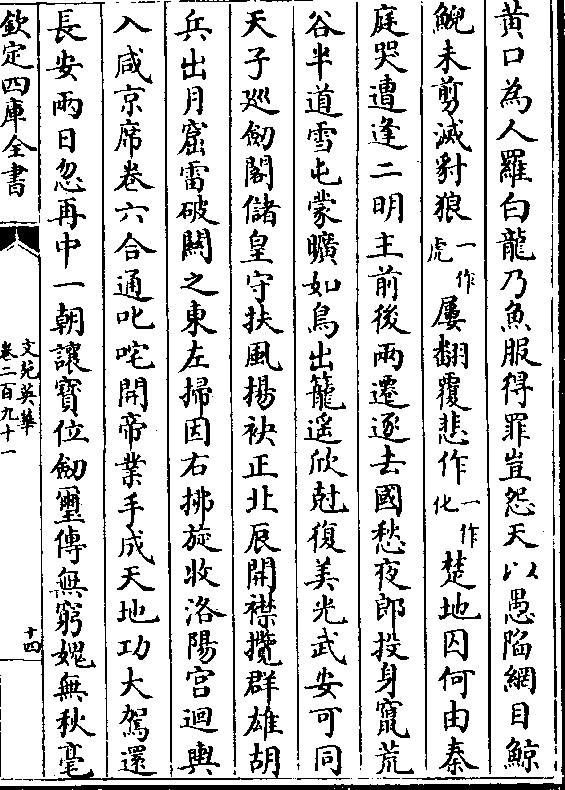 黄口為人羅白龍乃魚服得罪豈怨天以愚陷網目鯨
鯢未剪滅豺狼一作虎屢翻覆悲作一作化楚地囚何由秦
庭哭遭逢二明主前後兩遷逐去國愁夜郎投身竄荒
谷半道雪屯蒙曠如鳥出籠遥欣尅復美光武安可同
天子廵劒閣儲皇守扶風揚袂正北辰開襟攬群雄胡
兵出月窟雷破關之東左掃因右拂旋收洛陽宫迴輿
入咸京席卷六合通叱咤開帝業手成天地功大駕還
長安兩日忽再中一朝讓寳位劒璽傳無窮媿無秋毫
欽定四庫全書
文苑英華
卷二百九十一
十四